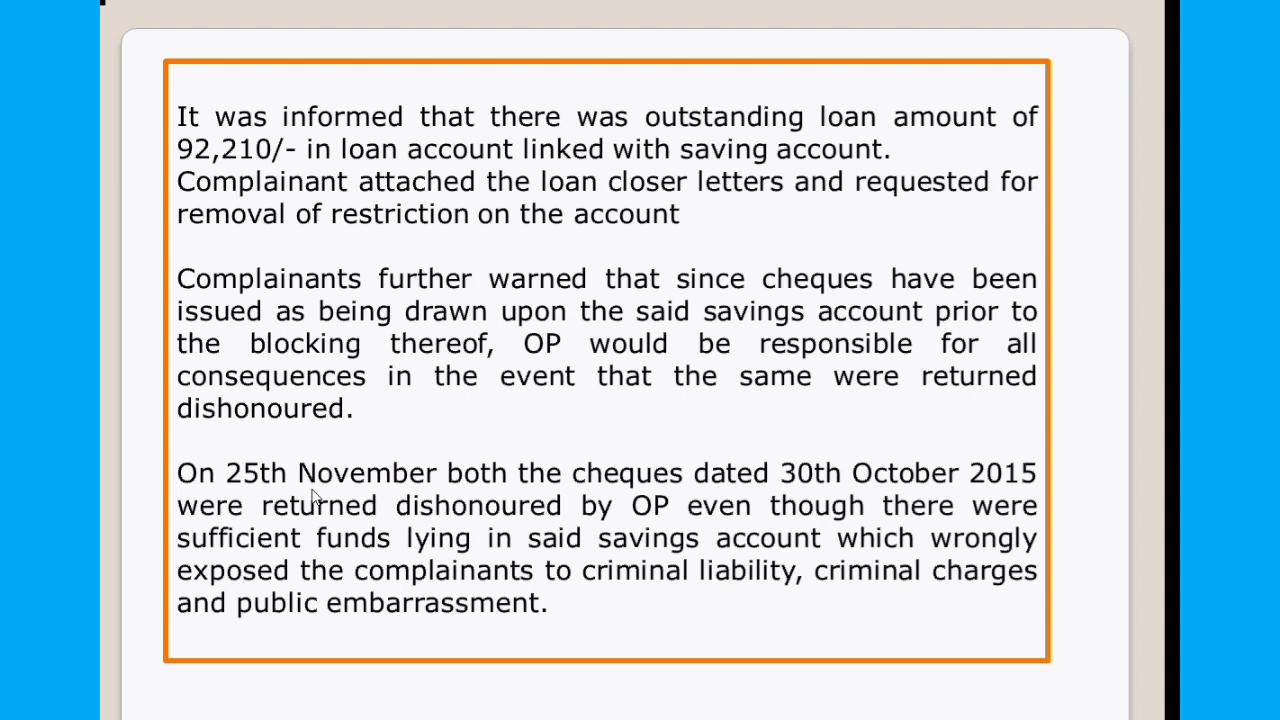 It was informed that there was outstanding loan amount of
92,210/- in loan account linked with saving account.
Complainant attached the loan closer letters and requested for
removal of restriction on the account
Complainants further warned that since cheques have been
issued as being drawn upon the said savings account prior to
the blocking thereof, OP would be responsible for all
consequences in the event that the same were returned
dishonoured.
On 25th November both the cheques dated 30th October 2015
were returned dishonoured by OP even though there were
sufficient funds lying in said savings account which wrongly
exposed the complainants to criminal liability, criminal charges
and public embarrassment.